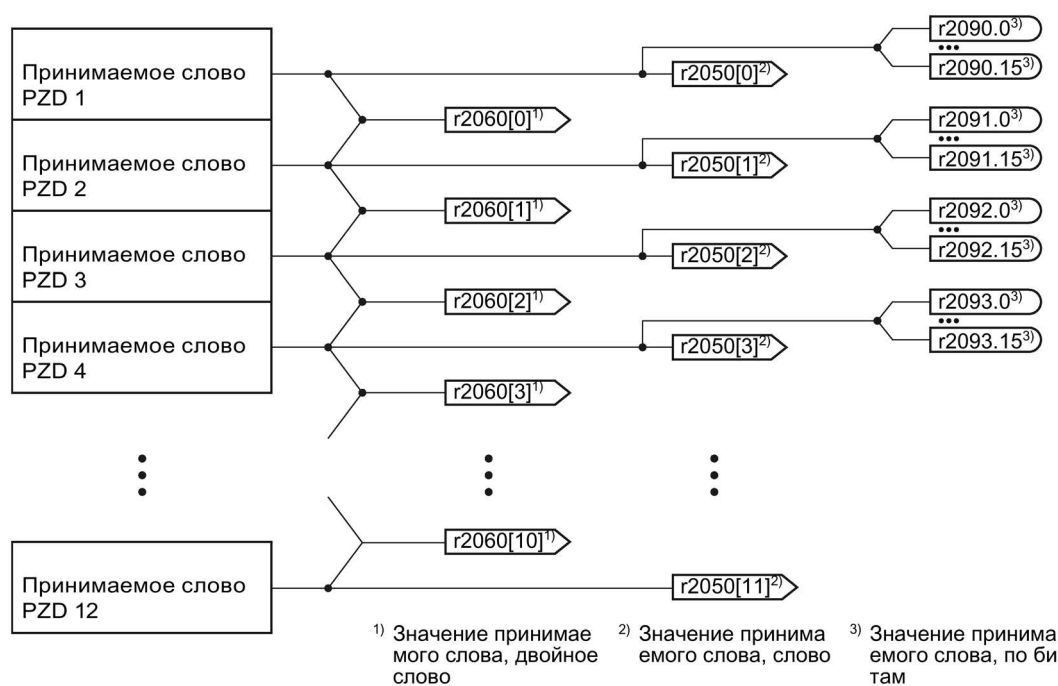 r2090.0³⁾
•••
r2090.15³⁾
Принимаемое слово
PZD 1
r2050[0]²⁾
r2060[0]¹⁾
r2091.0³⁾
•••
r2091.15³⁾
Принимаемое слово
PZD 2
r2050[1]²⁾
r2060[1]¹⁾
r2092.0³⁾
•••
r2092.15³⁾
Принимаемое слово
PZD 3
r2050[2]²⁾
r2060[2]¹⁾
r2093.0³⁾
•••
r2093.15³⁾
Принимаемое слово
PZD 4
r2050[3]²⁾
r2060[3]¹⁾
r2060[10]¹⁾
Принимаемое слово
PZD 12
r2050[11]²⁾
¹⁾ Значение принимае
мого слова, двойное
слово
²⁾ Значение принима
емого слова, слово
³⁾ Значение принима
емого слова, по би
там